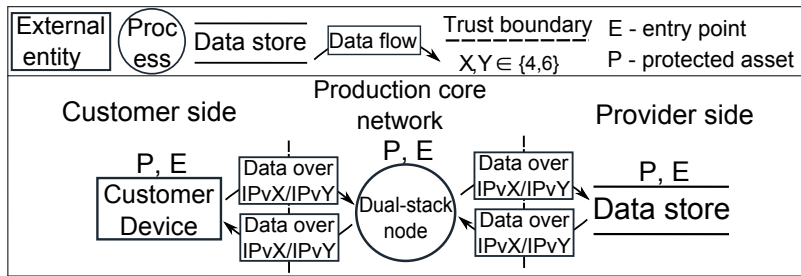 External
entity
Proc
ess
Data store
Data flow
Trust boundary
X,Y ∈ {4,6}
E - entry point
P - protected asset
Customer side
Production core
network
Provider side
P, E
Customer
Device
Data over
IPvX/IPvY
Data over
IPvX/IPvY
P, E
Dual-stack
node
Data over
IPvX/IPvY
Data over
IPvX/IPvY
P, E
Data store